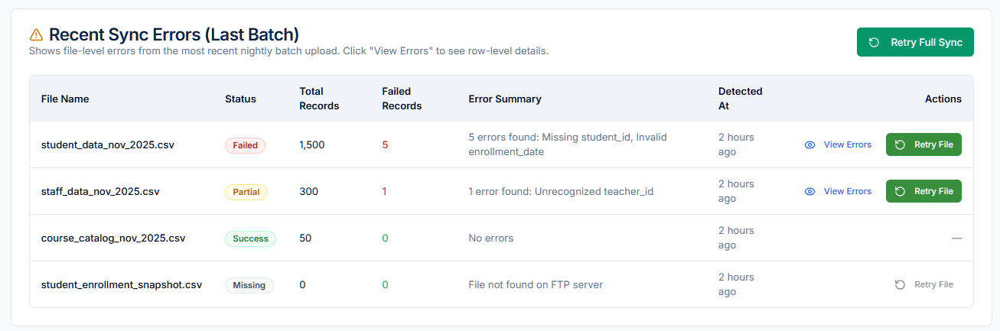 Recent Sync Errors (Last Batch)
Shows file-level errors from the most recent nightly batch upload. Click "View Errors" to see row-level details.
Retry Full Sync
File Name
Status
Total
Records
Failed
Records
Error Summary
Detected
At
Actions
student_data_nov_2025.csv
Failed
1,500
5
5 errors found: Missing student_id, Invalid
enrollment_date
2 hours
ago
View Errors
Retry File
staff_data_nov_2025.csv
Partial
300
1
1 error found: Unrecognized teacher_id
2 hours
ago
View Errors
Retry File
course_catalog_nov_2025.csv
Success
50
0
No errors
2 hours
ago
—
student_enrollment_snapshot.csv
Missing
0
0
File not found on FTP server
2 hours
ago
Retry File